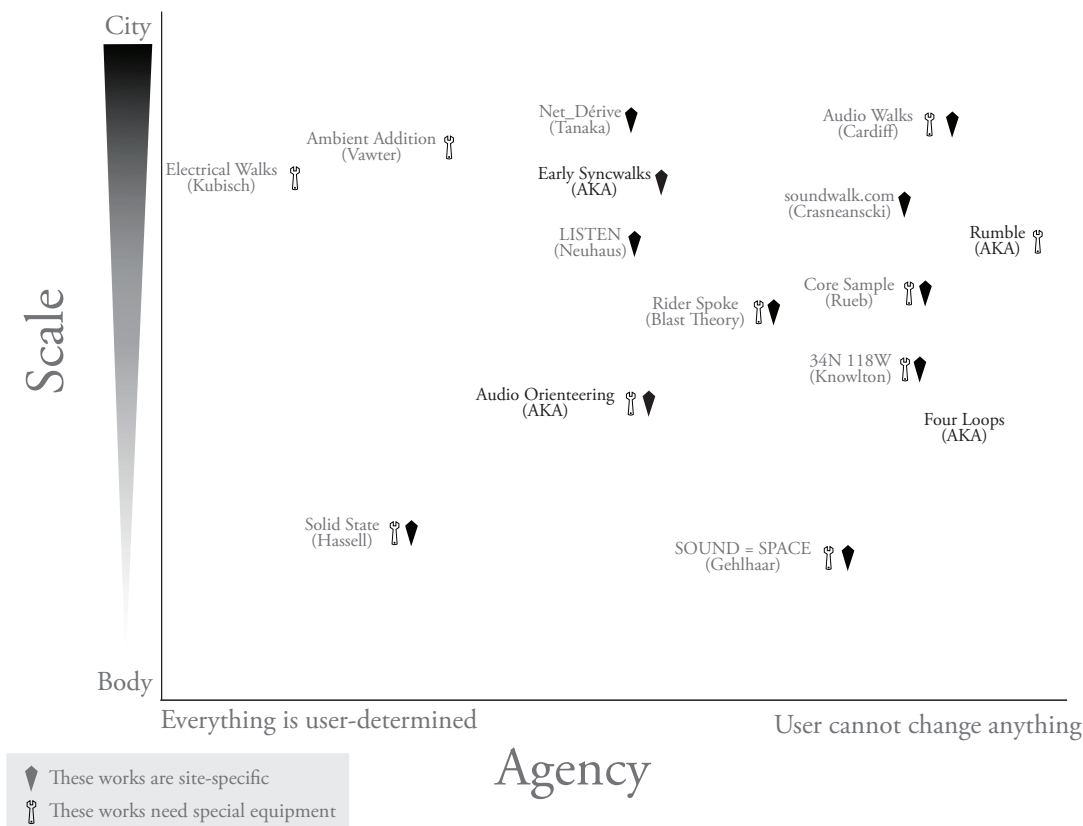 City
Net_Dérive
(Tanaka)
Audio Walks
(Cardiff)
Ambient Addition
(Vawter)
Electrical Walks
(Kubisch)
Early Syncwalks
(AKA)
soundwalk.com
(Crasneanscki)
LISTEN
(Neuhaus)
Rumble
(AKA)
Scale
Core Sample
(Rueb)
Rider Spoke
(Blast Theory)
34N 118W
(Knowlton)
Audio Orienteering
(AKA)
Four Loops
(AKA)
Solid State
(Hassell)
SOUND = SPACE
(Gehlhaar)
Body
Everything is user-determined
User cannot change anything
Agency
These works are site-specific
These works need special equipment